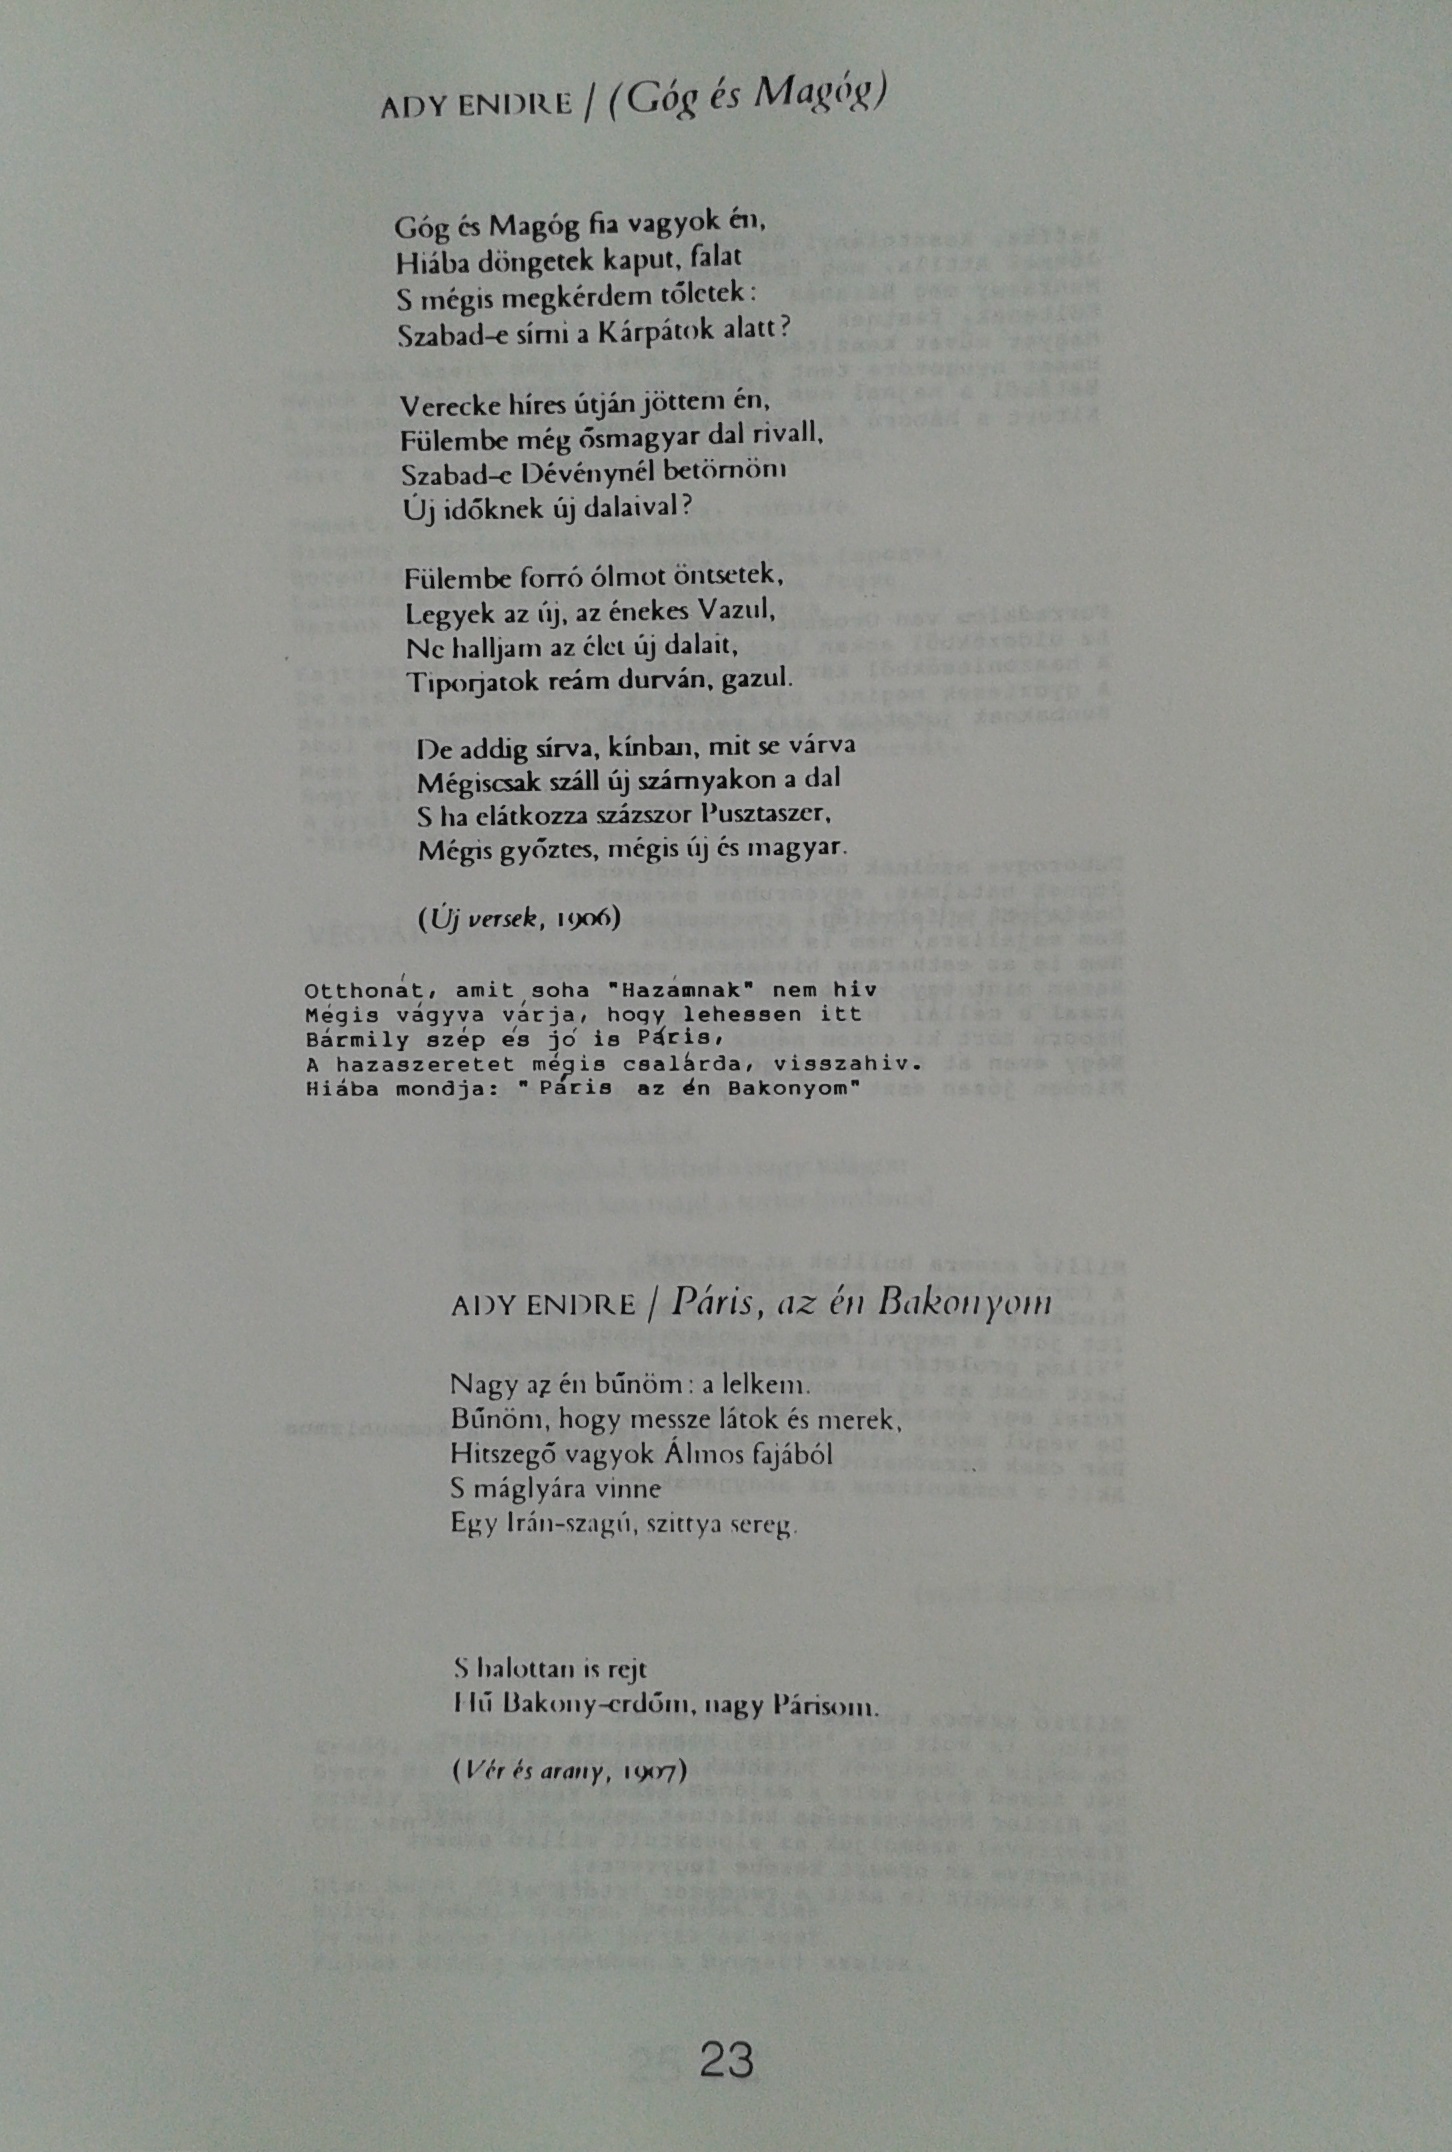 ADY ENDRE / (Góg és Magóg)
Góg és Magóg fia vagyok én,
Hiába döngetek kaput, falat
S mégis megkérdem tőletek:
Szabad-e sírni a Kárpátok alatt?
Verecke híres útján jöttem én,
Fülembe még ősmagyar dal rivall,
Szabad-e Dévénynél betörnöm
Új időknek új dalaival?
Fülembe forró ólmot öntsetek,
Legyek az új, az énekes Vazul,
Ne halljam az élet új dalait,
Tiporjatok reám durván, gazul.
De addig sírva, kínban, mit se várva
Mégiscsak száll új szárnyakon a dal
S ha elátkozza százszor Pusztaszer,
Mégis győztes, mégis új és magyar.
(Új versek, 1906)
Otthonát, amit soha "Hazámnak" nem hiv
Mégis vágyva várja, hogy lehessen itt
Bármily szép és jó is Páris,
A hazaszeretet mégis csalárda, visszahiv.
Hiába mondja: " Páris az én Bakonyom"
ADY ENDRE / Páris, az én Bakonyom
Nagy az én bűnöm: a lelkem.
Bűnöm, hogy messze látok és merek,
Hitszegő vagyok Álmos fajából
S máglyára vinne
Egy Irán-szagú, szittya sereg.
S halottan is rejt
Hű Bakony-erdőm, nagy Párisom.
(Vér és arany, 1907)
23